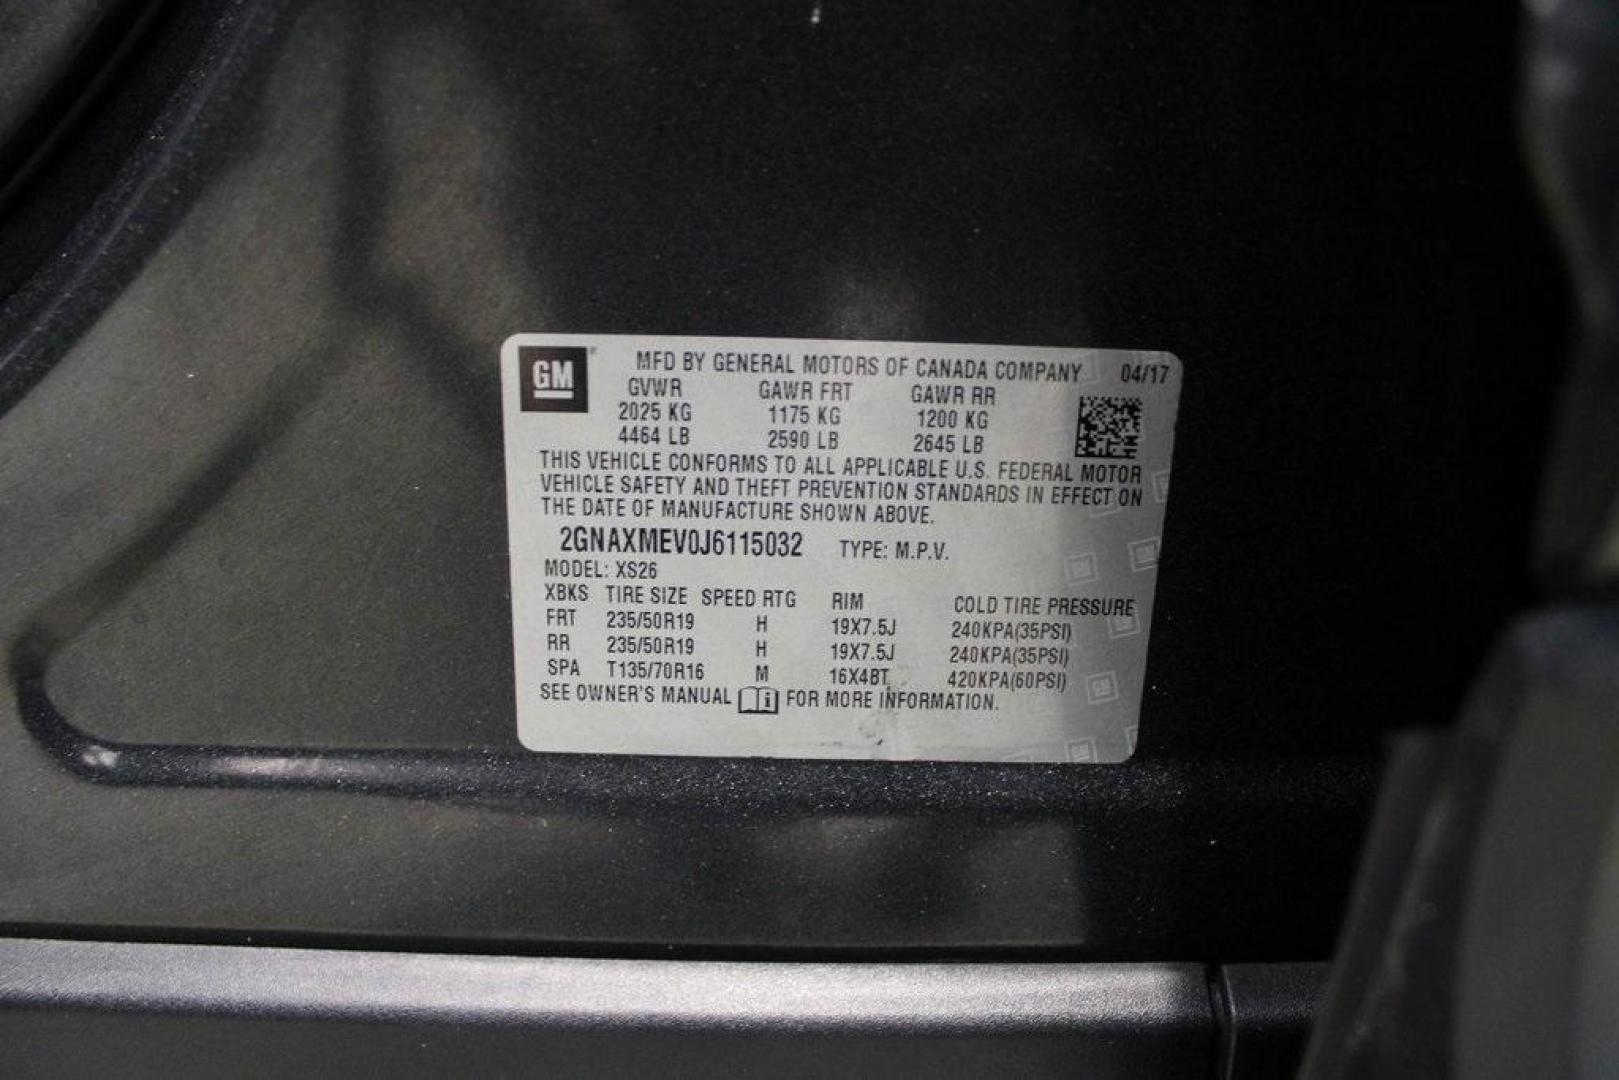 GM MFD BY GENERAL MOTORS OF CANADA COMPANY 04/17
GVWR GAWR FRT GAWR RR
2025 KG 1175 KG 1200 KG
4464 LB 2590 LB 2645 LB
THIS VEHICLE CONFORMS TO ALL APPLICABLE U.S. FEDERAL MOTOR
VEHICLE SAFETY AND THEFT PREVENTION STANDARDS IN EFFECT ON
THE DATE OF MANUFACTURE SHOWN ABOVE.
2GNAXMEV0J6115032 TYPE: M.P.V.
MODEL: XS26
XBKS TIRE SIZE SPEED RTG RIM COLD TIRE PRESSURE
FRT 235/50R19 H 19X7.5J 240KPA(35PSI)
RR 235/50R19 H 19X7.5J 240KPA(35PSI)
SPA T135/70R16 M 16X4BT 420KPA(60PSI)
SEE OWNER'S MANUAL FOR MORE INFORMATION.